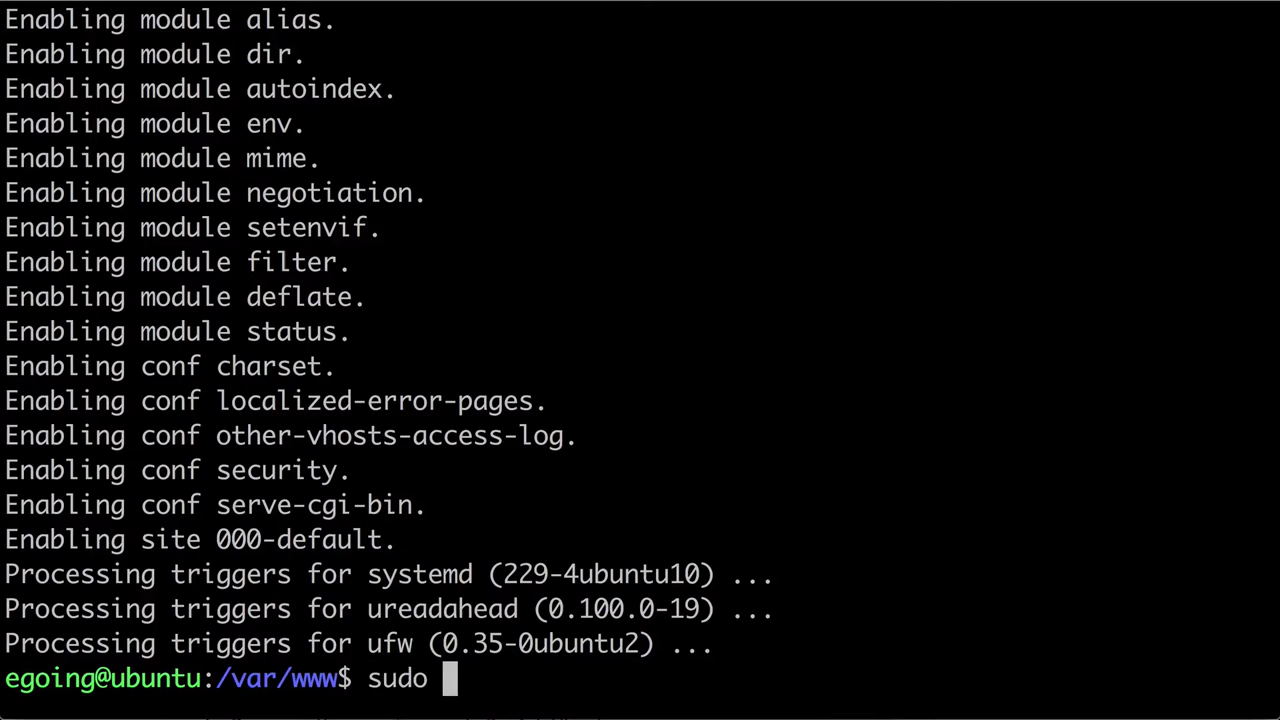 Enabling module alias.
Enabling module dir.
Enabling module autoindex.
Enabling module env.
Enabling module mime.
Enabling module negotiation.
Enabling module setenvif.
Enabling module filter.
Enabling module deflate.
Enabling module status.
Enabling conf charset.
Enabling conf localized-error-pages.
Enabling conf other-vhosts-access-log.
Enabling conf security.
Enabling conf serve-cgi-bin.
Enabling site 000-default.
Processing triggers for systemd (229-4ubuntu10) ...
Processing triggers for ureadahead (0.100.0-19) ...
Processing triggers for ufw (0.35-0ubuntu2) ...
egoing@ubuntu:/var/www$ sudo